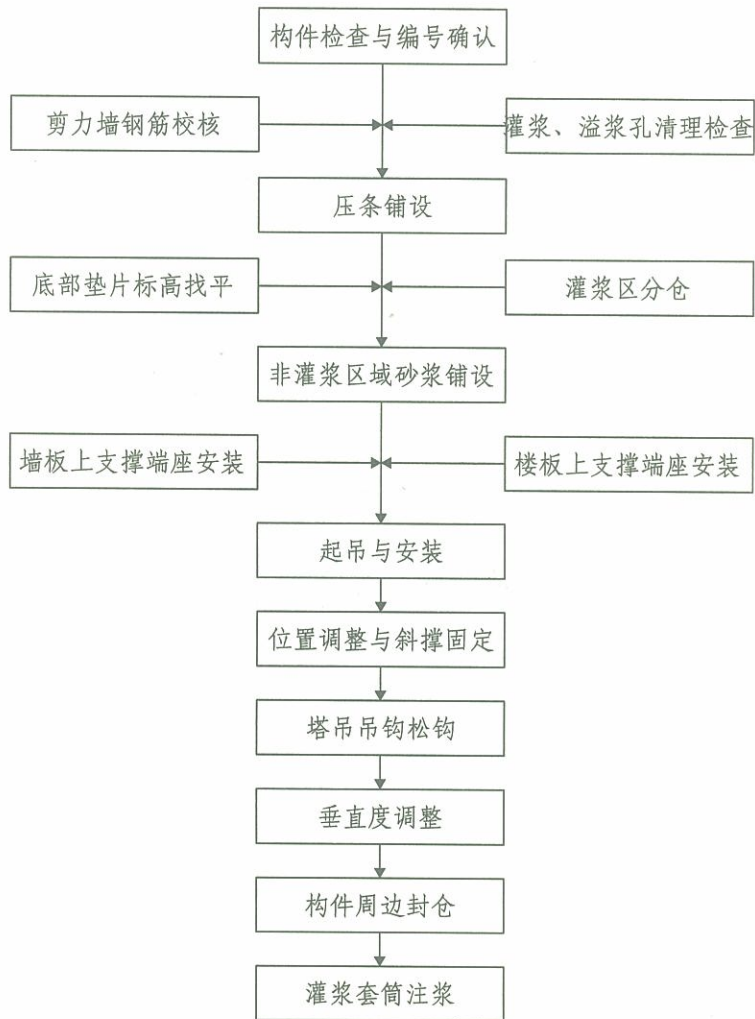 构件检查与编号确认
剪力墙钢筋校核
灌浆、溢浆孔清理检查
压条铺设
底部垫片标高找平
灌浆区分仓
非灌浆区域砂浆铺设
墙板上支撑端座安装
楼板上支撑端座安装
起吊与安装
位置调整与斜撑固定
塔吊吊钩松钩
垂直度调整
构件周边封仓
灌浆套筒注浆